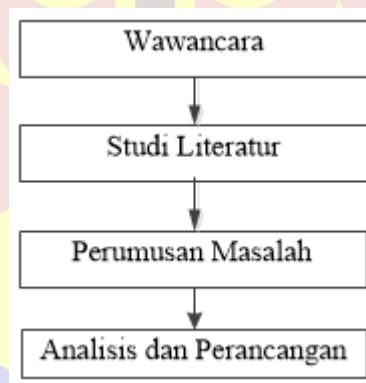 Wawancara
Studi Literatur
Perumusan Masalah
Analisis dan Perancangan